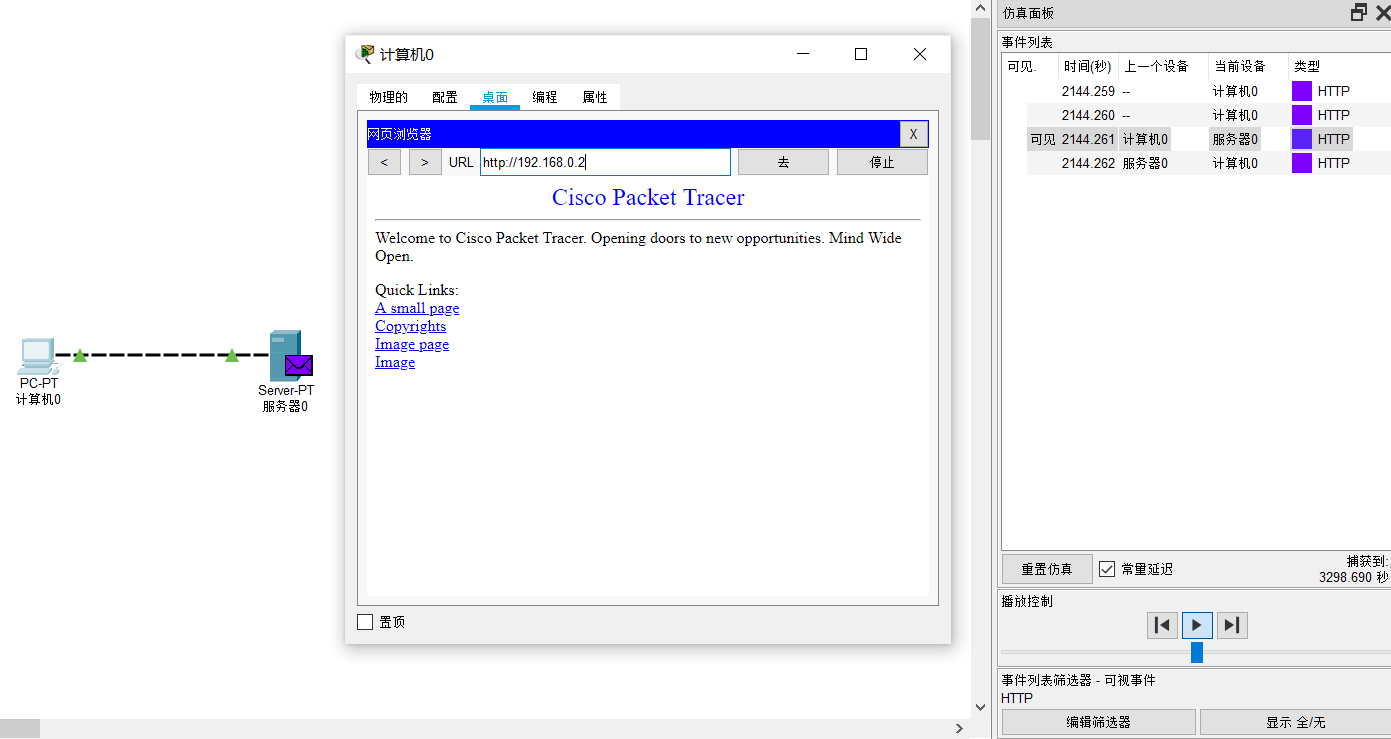 计算机0
物理的 配置 桌面 编程 属性
网页浏览器 X
< > URL http://192.168.0.2 去 停止
Cisco Packet Tracer
Welcome to Cisco Packet Tracer. Opening doors to new opportunities. Mind Wide
Open.
Quick Links:
A small page
Copyrights
Image page
Image
置顶
PC-PT
计算机0
Server-PT
服务器0
仿真面板
事件列表
可见. 时间(秒) 上一个设备 当前设备 类型
2144.259 -- 计算机0 HTTP
2144.260 -- 计算机0 HTTP
可见 2144.261 计算机0 服务器0 HTTP
2144.262 服务器0 计算机0 HTTP
重置仿真 常量延迟 捕获到:
3298.690 秒
播放控制
事件列表筛选器 - 可视事件
HTTP
编辑筛选器 显示 全/无